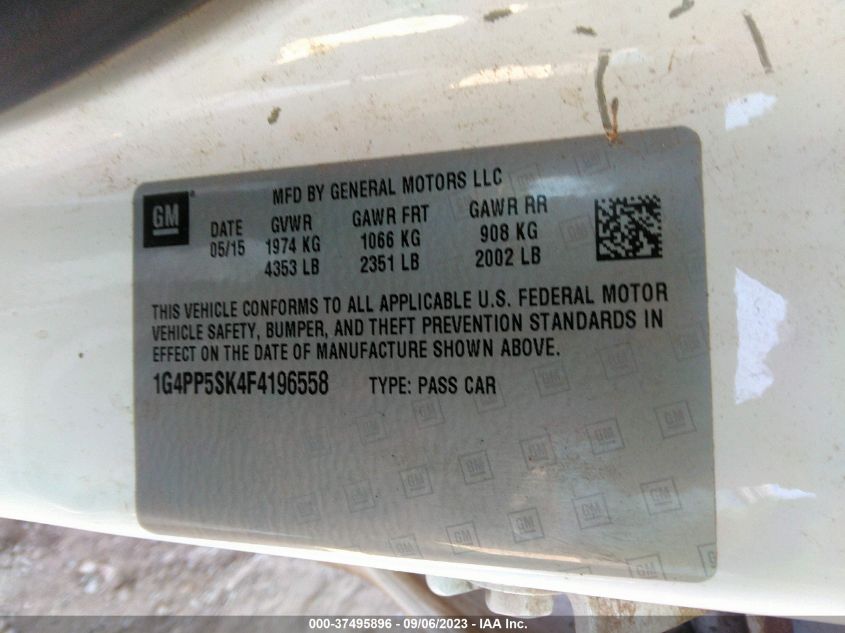 MFD BY GENERAL MOTORS LLC
GM
DATE GVWR GAWR FRT GAWR RR
05/15 1974 KG 1066 KG 908 KG
4353 LB 2351 LB 2002 LB
THIS VEHICLE CONFORMS TO ALL APPLICABLE U.S. FEDERAL MOTOR
VEHICLE SAFETY, BUMPER, AND THEFT PREVENTION STANDARDS IN
EFFECT ON THE DATE OF MANUFACTURE SHOWN ABOVE.
1G4PP5SK4F4196558 TYPE: PASS CAR
000-37495896 - 09/06/2023 - IAA Inc.